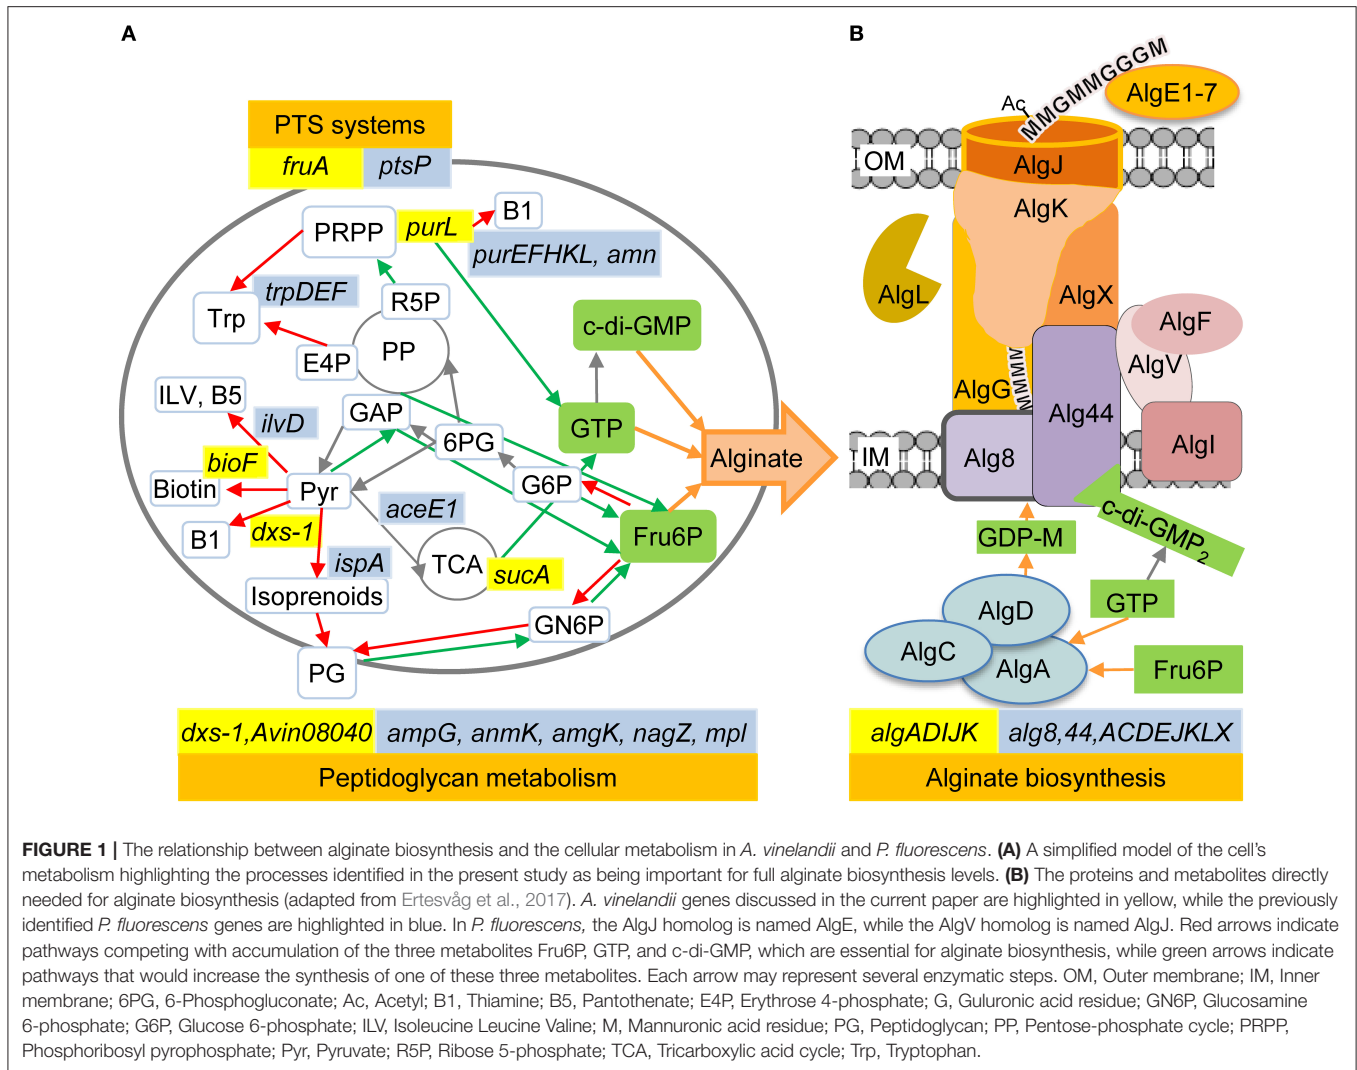 A
PTS systems
fruA ptsP
PRPP
purL
B1
purEFHKL, amn
trpDEF
Trp
R5P
E4P
PP
c-di-GMP
ILV, B5
ilvD
GAP
6PG
GTP
Alginate
bioF
Biotin
Pyr
G6P
B1
dxs-1
aceE1
Fru6P
ispA
TCA
sucA
Isoprenoids
GN6P
PG
dxs-1,Avin08040 ampG, anmK, amgK, nagZ, mpl
Peptidoglycan metabolism
B
MMGMMGGGM
AlgE1-7
Ac
OM
AlgJ
AlgK
AlgL
AlgX
AlgF
AlgV
MMMM
AlgG
Alg44
AlgI
IM
Alg8
c-di-GMP2
GDP-M
GTP
AlgD
AlgC
AlgA
Fru6P
algADIJK alg8,44,ACDEJKLX
Alginate biosynthesis
FIGURE 1 | The relationship between alginate biosynthesis and the cellular metabolism in A. vinelandii and P. fluorescens. (A) A simplified model of the cell's
metabolism highlighting the processes identified in the present study as being important for full alginate biosynthesis levels. (B) The proteins and metabolites directly
needed for alginate biosynthesis (adapted from Ertesvåg et al., 2017). A. vinelandii genes discussed in the current paper are highlighted in yellow, while the previously
identified P. fluorescens genes are highlighted in blue. In P. fluorescens, the AlgJ homolog is named AlgE, while the AlgV homolog is named AlgJ. Red arrows indicate
pathways competing with accumulation of the three metabolites Fru6P, GTP, and c-di-GMP, which are essential for alginate biosynthesis, while green arrows indicate
pathways that would increase the synthesis of one of these three metabolites. Each arrow may represent several enzymatic steps. OM, Outer membrane; IM, Inner
membrane; 6PG, 6-Phosphogluconate; Ac, Acetyl; B1, Thiamine; B5, Pantothenate; E4P, Erythrose 4-phosphate; G, Guluronic acid residue; GN6P, Glucosamine
6-phosphate; G6P, Glucose 6-phosphate; ILV, Isoleucine Leucine Valine; M, Mannuronic acid residue; PG, Peptidoglycan; PP, Pentose-phosphate cycle; PRPP,
Phosphoribosyl pyrophosphate; Pyr, Pyruvate; R5P, Ribose 5-phosphate; TCA, Tricarboxylic acid cycle; Trp, Tryptophan.